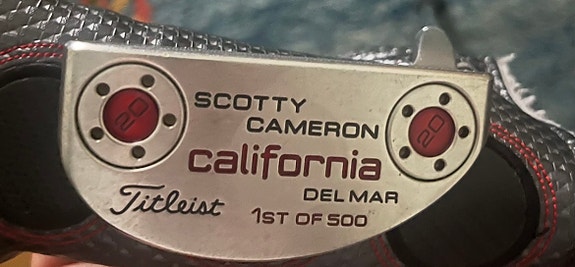 20
SCOTTY
CAMERON
20
california
DEL MAR
Titleist
1ST OF 500